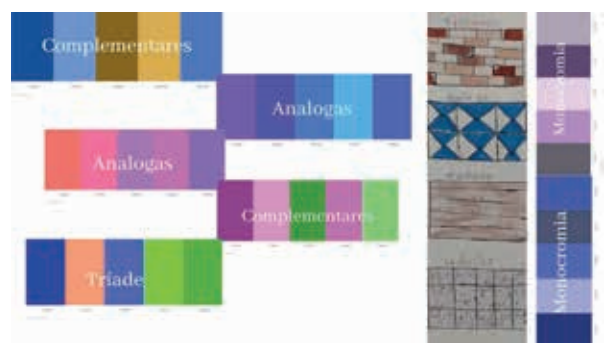 Complementares
Analogas
Analogas
Complementares
Tríade
Monocromia
Monocromia